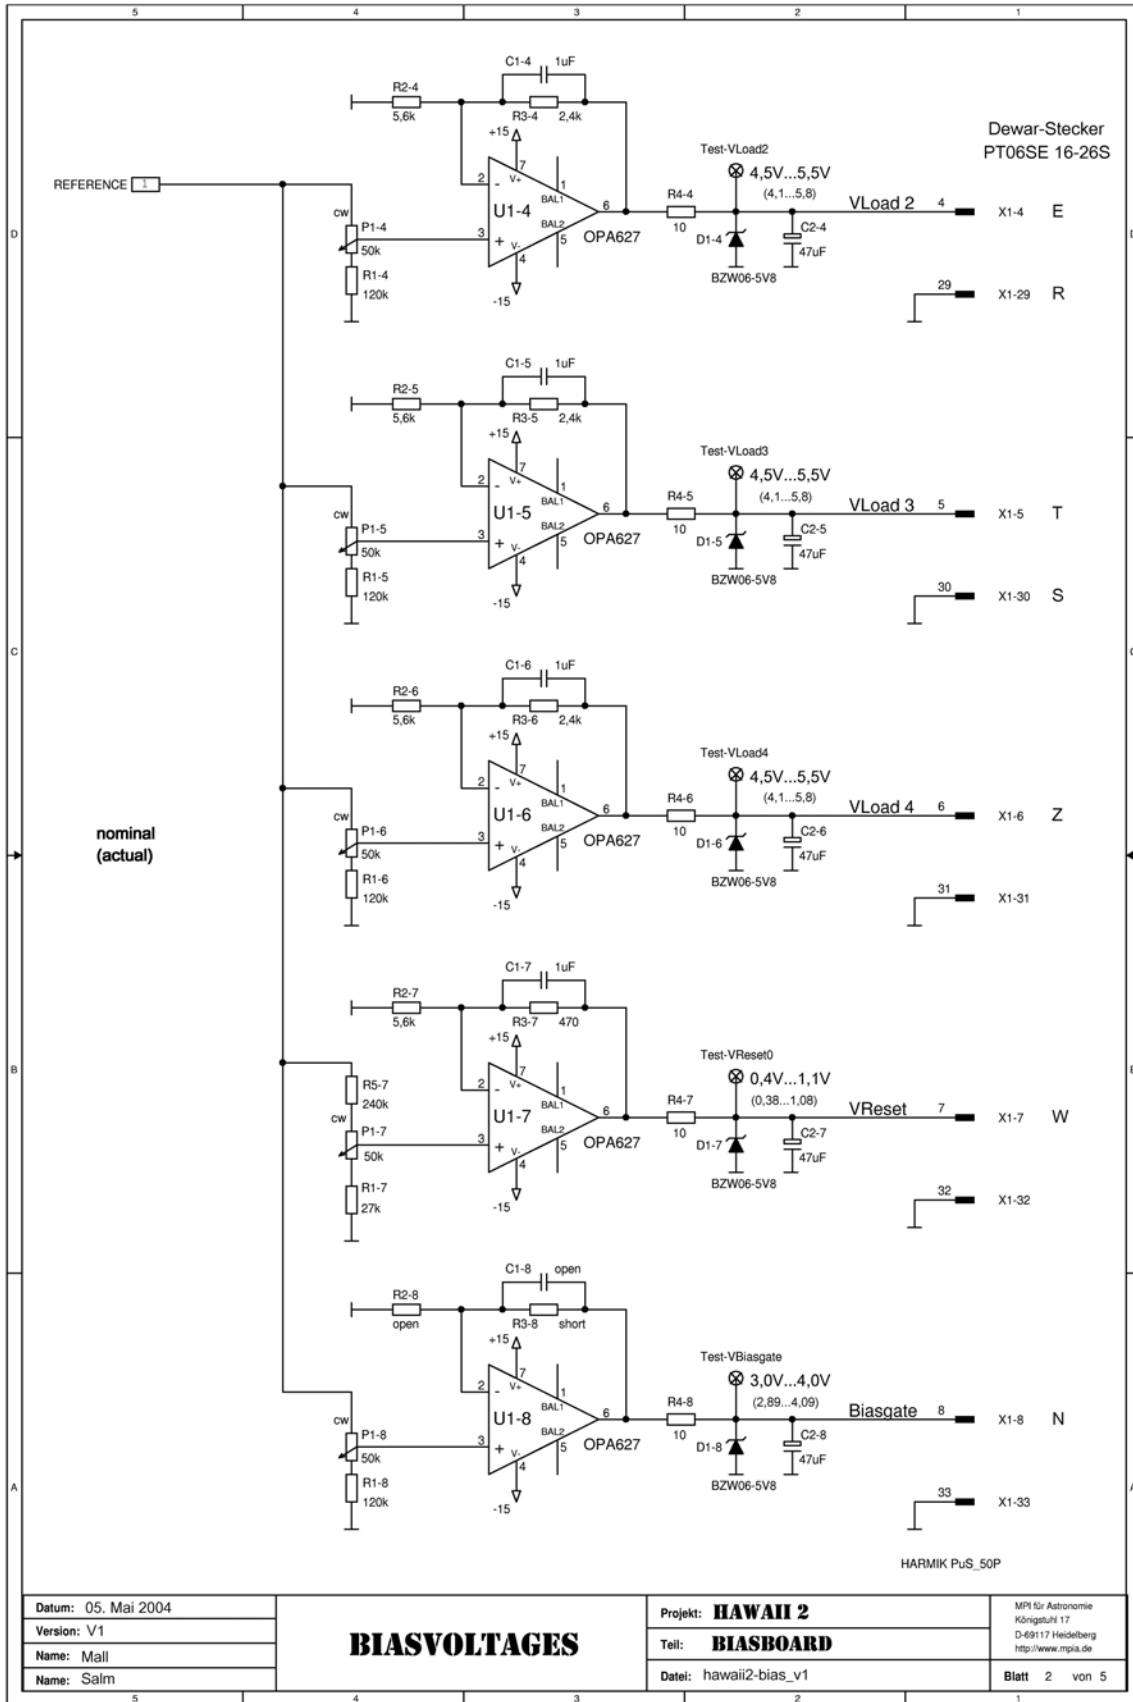 5 4 3 2 1
C1-4 1uF
R2-4
5,6k
R3-4 2,4k
+15
7
V+
2 -
1
BAL1
U1-4
BAL2
6
3 +
V-
4
5
OPA627
-15
REFERENCE 1
cw
P1-4
50k
R1-4
120k
Test-VLoad2
4,5V...5,5V
(4,1...5,8)
R4-4
10
D1-4
BZW06-5V8
C2-4
47uF
VLoad 2 4
X1-4 E
29
X1-29 R
Dewar-Stecker
PT06SE 16-26S
D D
C1-5 1uF
R2-5
5,6k
R3-5 2,4k
+15
7
V+
2 -
1
BAL1
U1-5
BAL2
6
3 +
V-
4
5
OPA627
-15
cw
P1-5
50k
R1-5
120k
Test-VLoad3
4,5V...5,5V
(4,1...5,8)
R4-5
10
D1-5
BZW06-5V8
C2-5
47uF
VLoad 3 5
X1-5 T
30
X1-30 S
C C
C1-6 1uF
R2-6
5,6k
R3-6 2,4k
+15
7
V+
2 -
1
BAL1
U1-6
BAL2
6
3 +
V-
4
5
OPA627
-15
nominal
(actual)
cw
P1-6
50k
R1-6
120k
Test-VLoad4
4,5V...5,5V
(4,1...5,8)
R4-6
10
D1-6
BZW06-5V8
C2-6
47uF
VLoad 4 6
X1-6 Z
31
X1-31
C1-7 1uF
R2-7
5,6k
R3-7 470
+15
7
V+
2 -
1
BAL1
U1-7
BAL2
6
3 +
V-
4
5
OPA627
-15
R5-7
240k
cw
P1-7
50k
R1-7
27k
Test-VReset0
0,4V...1,1V
(0,38...1,08)
R4-7
10
D1-7
BZW06-5V8
C2-7
47uF
VReset 7
X1-7 W
32
X1-32
B B
C1-8 open
R2-8
open
R3-8 short
+15
7
V+
2 -
1
BAL1
U1-8
BAL2
6
3 +
V-
4
5
OPA627
-15
cw
P1-8
50k
R1-8
120k
Test-VBiasgate
3,0V...4,0V
(2,89...4,09)
R4-8
10
D1-8
BZW06-5V8
C2-8
47uF
Biasgate 8
X1-8 N
33
X1-33
A A
HARMIK PuS_50P
Datum: 05. Mai 2004
Version: V1
Name: Mall
Name: Salm
BIASVOLTAGES
Projekt: HAWAII 2
Teil: BIASBOARD
Datei: hawaii2-bias_v1
MPI für Astronomie
Königstuhl 17
D-69117 Heidelberg
http://www.mpia.de
Blatt 2 von 5
5 4 3 2 1